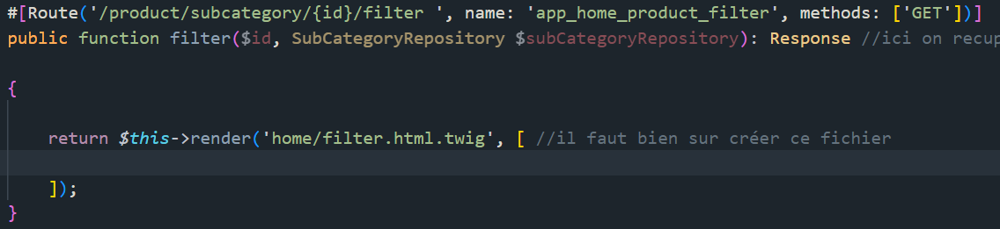 #[Route('/product/subcategory/{id}/filter ', name: 'app_home_product_filter', methods: ['GET'])]
public function filter($id, SubCategoryRepository $subCategoryRepository): Response //ici on recup
{
return $this->render('home/filter.html.twig', [ //il faut bien sur créer ce fichier
]);
}